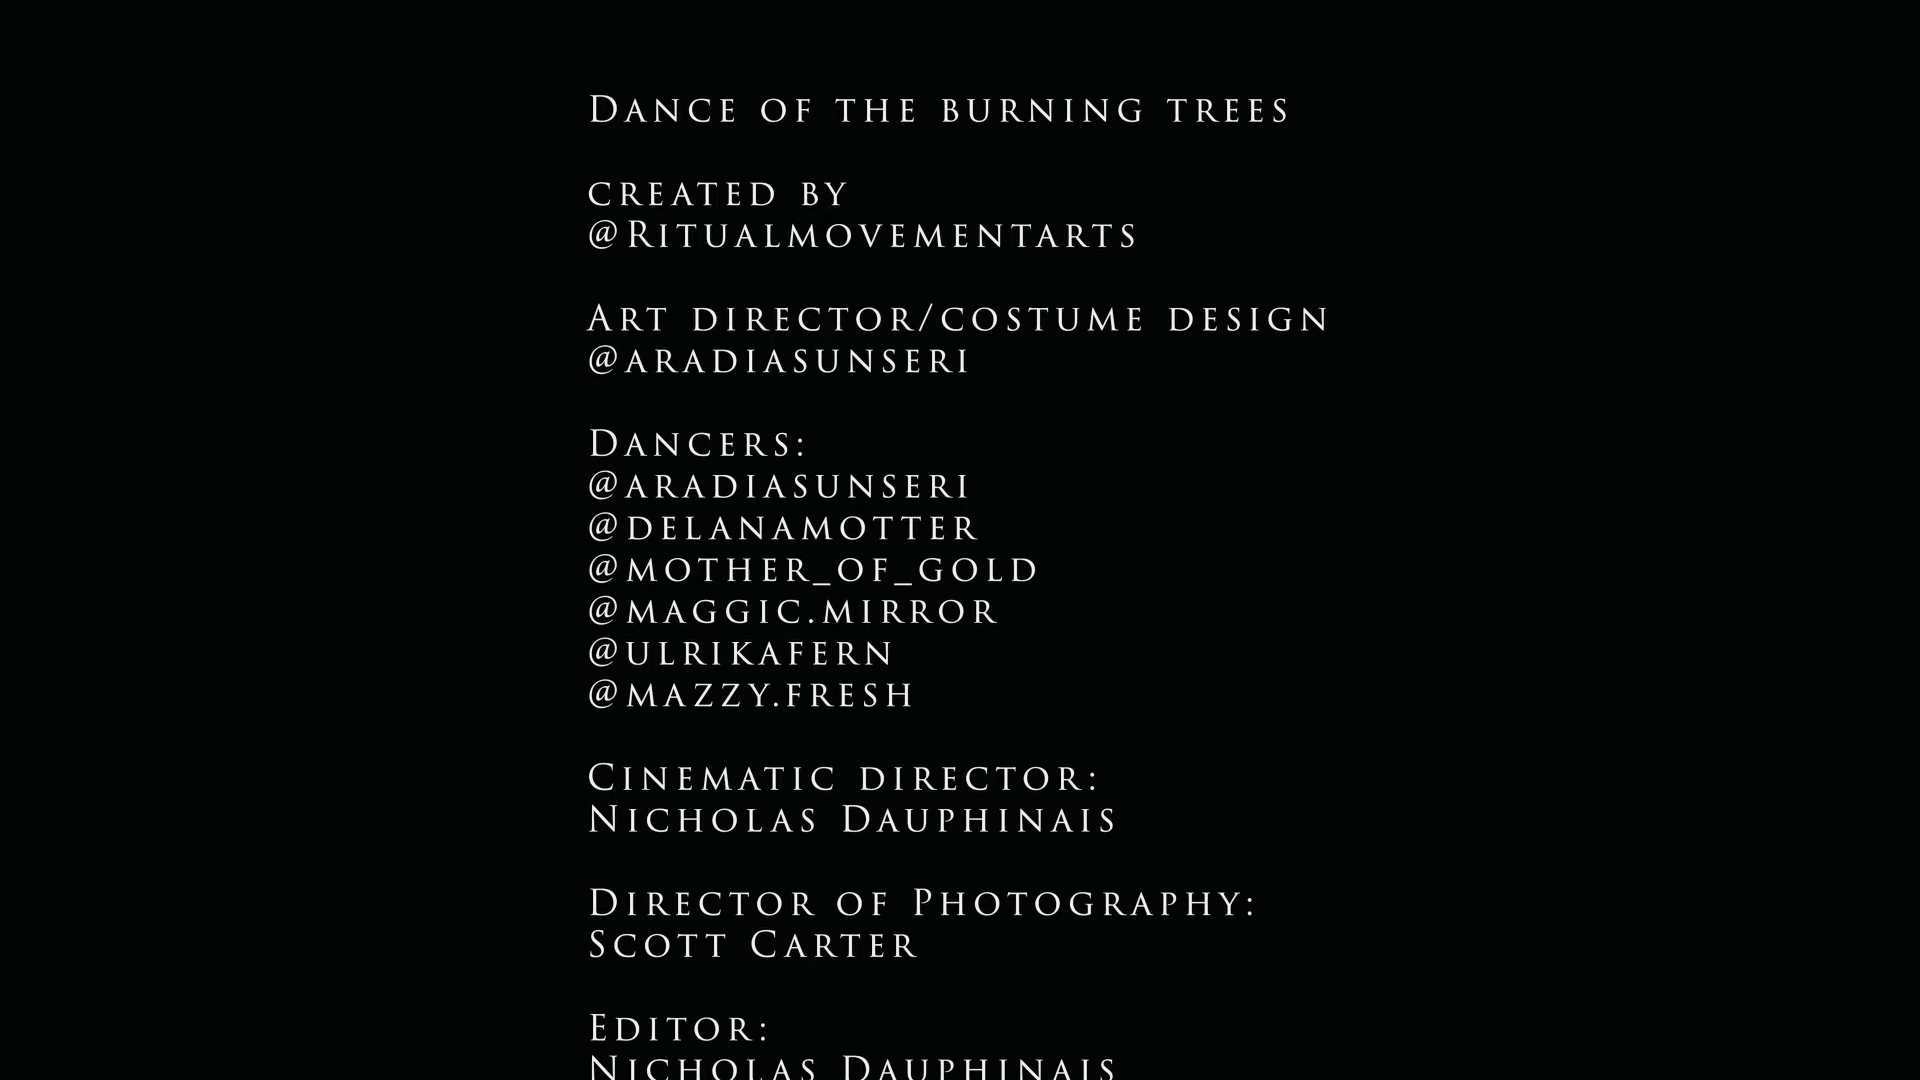 Dance of the burning trees
created by
@Ritualmovementarts
Art director/costume design
@aradiasunseri
Dancers:
@aradiasunseri
@delanamotter
@mother_of_gold
@maggic.mirror
@ulrikafern
@mazzy.fresh
Cinematic director:
Nicholas Dauphinais
Director of Photography:
Scott Carter
Editor:
Nicholas Dauphinais